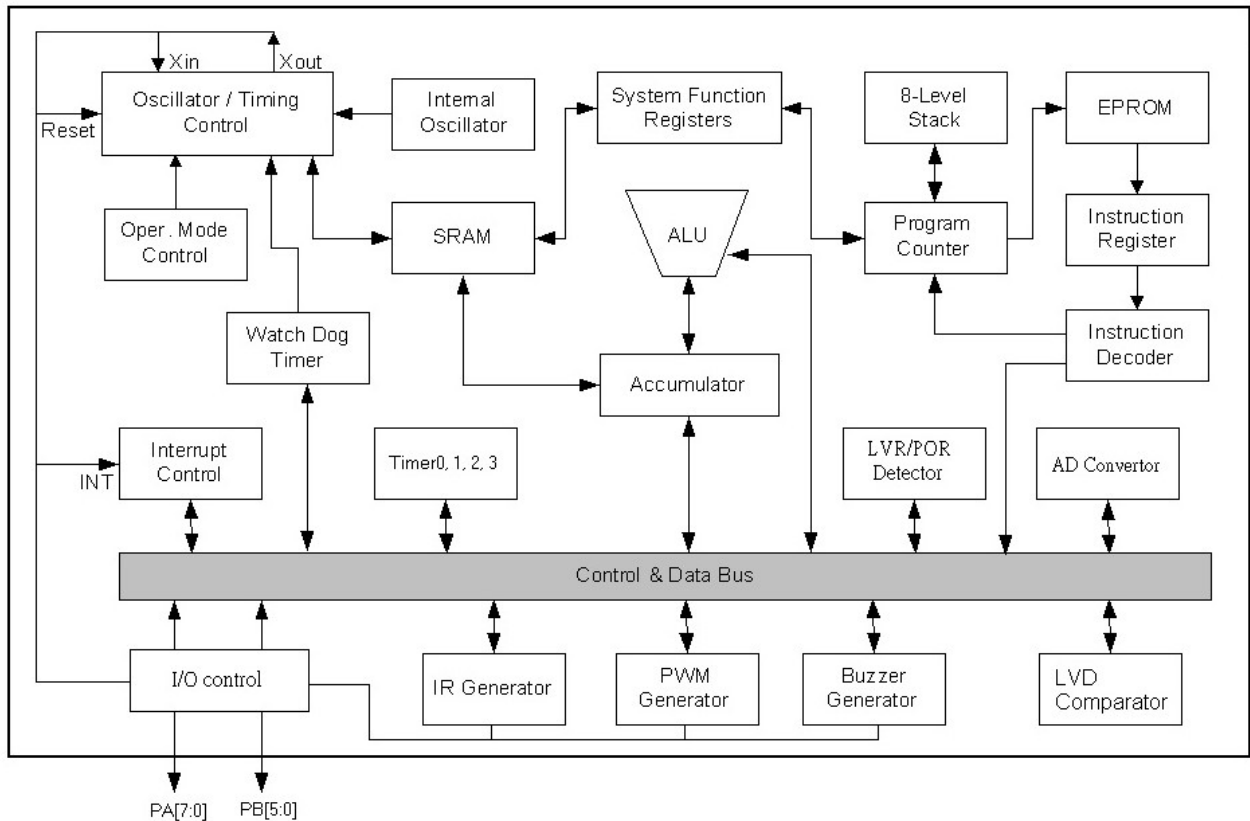 Xin
Xout
Oscillator / Timing
Control
Reset
Internal
Oscillator
System Function
Registers
8-Level
Stack
EPROM
Oper. Mode
Control
SRAM
ALU
Program
Counter
Instruction
Register
Watch Dog
Timer
Accumulator
Instruction
Decoder
Interrupt
Control
INT
Timer0, 1, 2, 3
LVR/POR
Detector
AD Convertor
Control & Data Bus
I/O control
IR Generator
PWM
Generator
Buzzer
Generator
LVD
Comparator
PA[7:0]
PB[5:0]